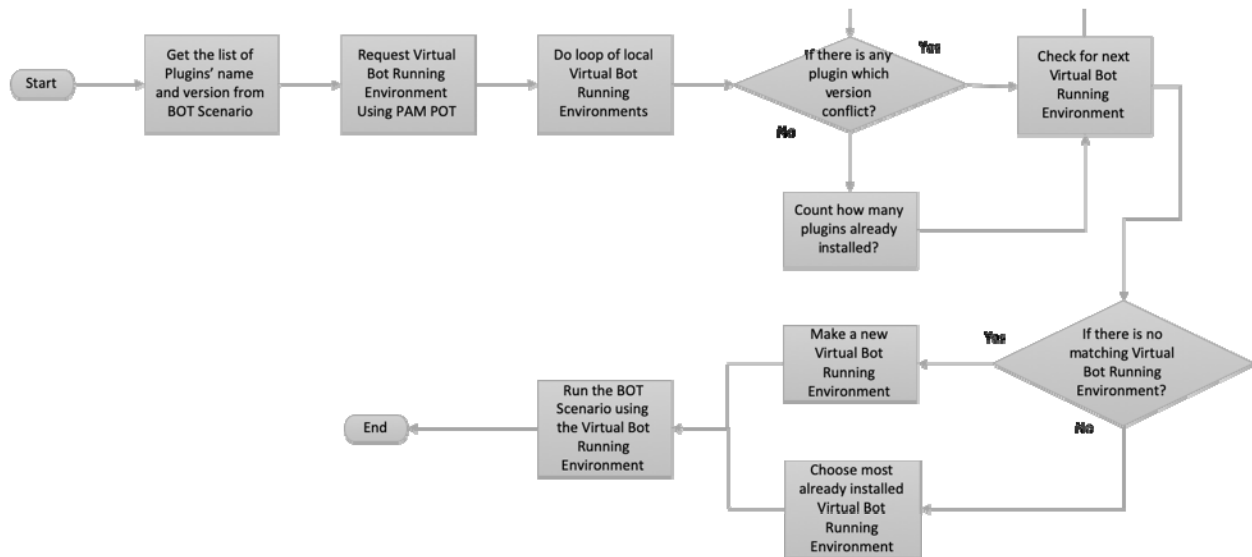 Start
Get the list of
Plugins’ name
and version from
BOT Scenario
Request Virtual
Bot Running
Environment
Using PAM POT
Do loop of local
Virtual Bot
Running
Environments
If there is any
plugin which
version
conflict?
Yes
No
Check for next
Virtual Bot
Running
Environment
Count how many
plugins already
installed?
If there is no
matching Virtual
Bot Running
Environment?
Yes
No
Make a new
Virtual Bot
Running
Environment
Choose most
already installed
Virtual Bot
Running
Environment
Run the BOT
Scenario using
the Virtual Bot
Running
Environment
End